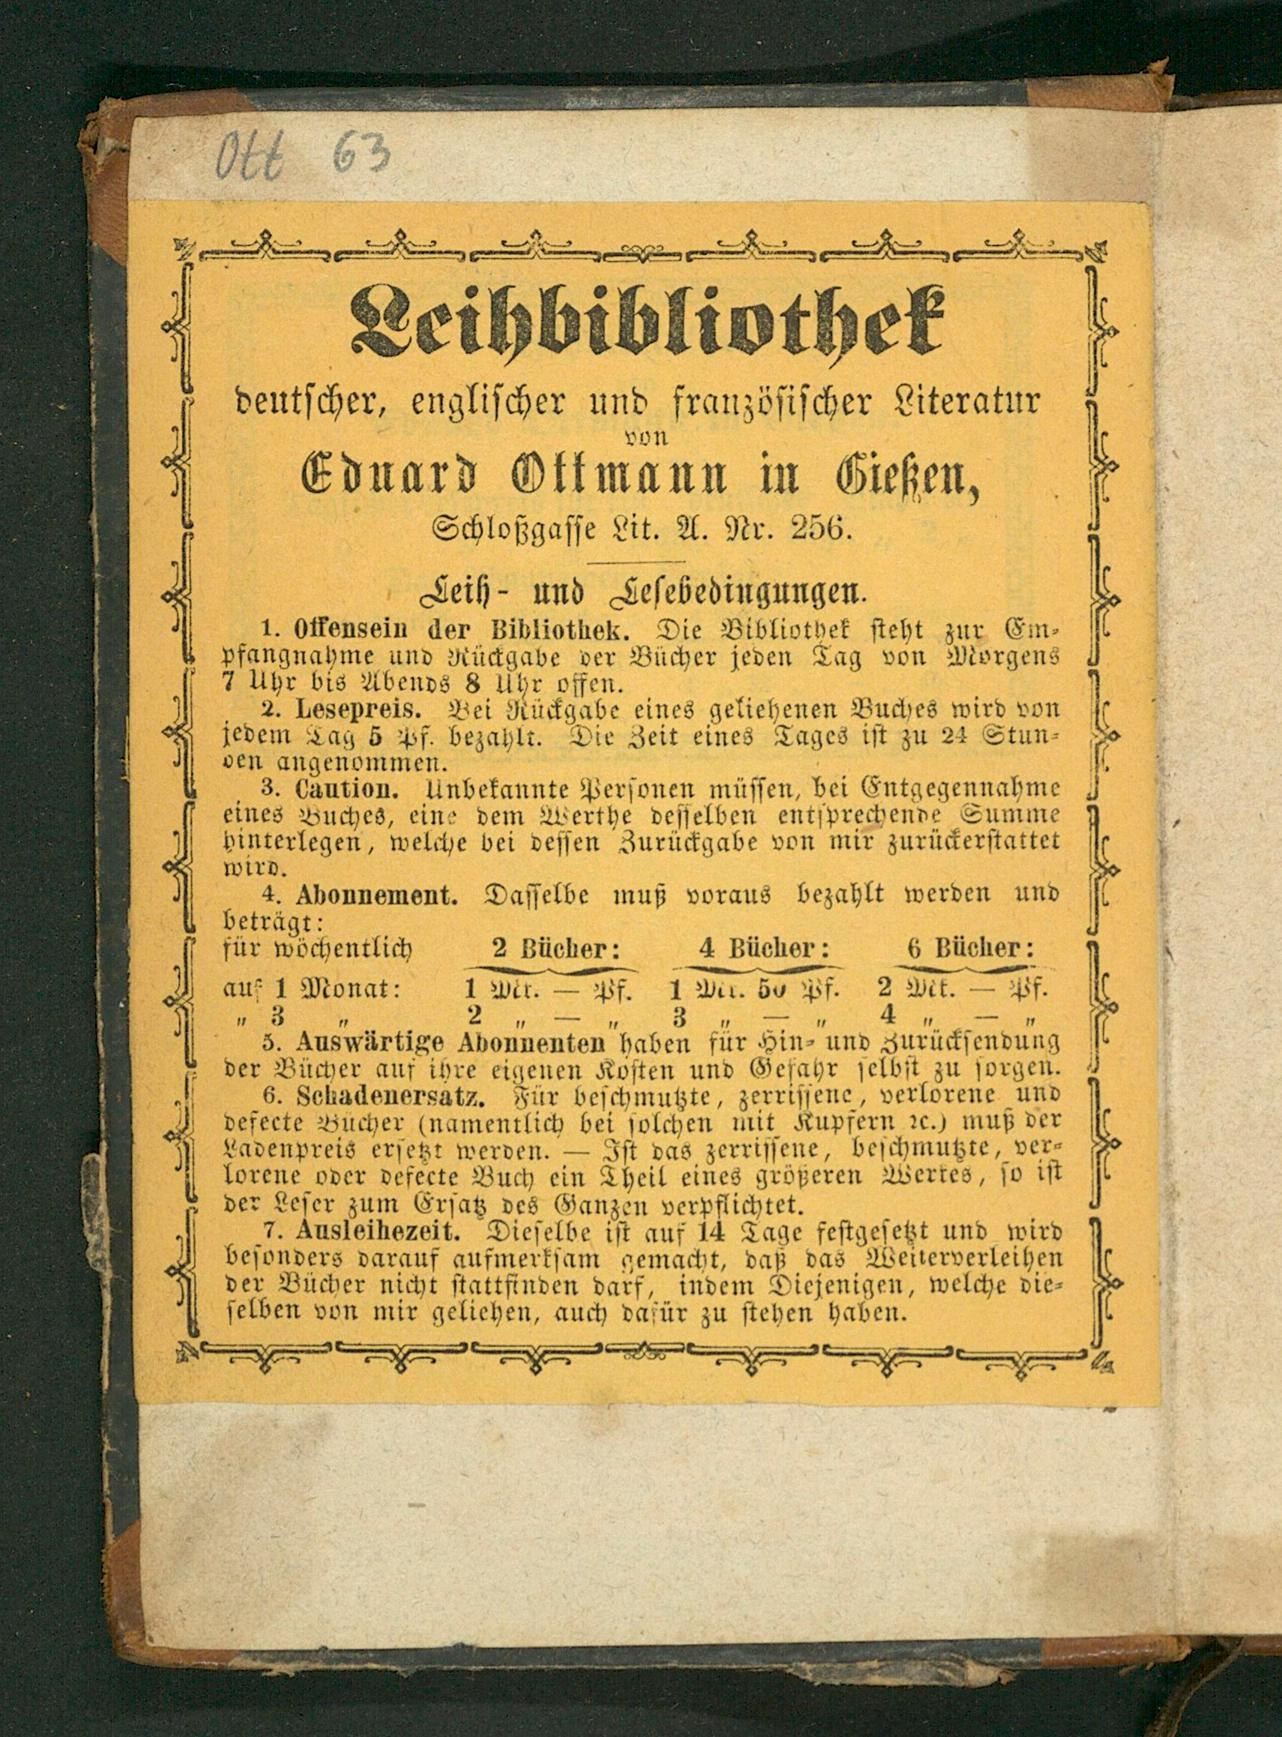 Ott 63
Leihbibliothek
deutscher, englischer und französischer Literatur
von
Eduard Ottmann in Gießen,
Schloßgasse Lit. A. Nr. 256.
Leih- und Lesebedingungen.
1. Offensein der Bibliothek. Die Bibliothek steht zur Em-
pfangnahme und Rückgabe der Bücher jeden Tag von Morgens
7 Uhr bis Abends 8 Uhr offen.
2. Lesepreis. Bei Rückgabe eines geliehenen Buches wird von
jedem Tag 5 Pf. bezahlt. Die Zeit eines Tages ist zu 24 Stun-
den angenommen.
3. Caution. Unbekannte Personen müssen, bei Entgegennahme
eines Buches, eine dem Werthe desselben entsprechende Summe
hinterlegen, welche bei dessen Zurückgabe von mir zurückerstattet
wird.
4. Abonnement. Dasselbe muß voraus bezahlt werden und
beträgt:
für wöchentlich 2 Bücher: 4 Bücher: 6 Bücher:
auf 1 Monat: 1 Mk. — Pf. 1 Mk. 50 Pf. 2 Mk. — Pf.
„ 3 „ 2 „ — „ 3 „ — „ 4 „ — „
5. Auswärtige Abonnenten haben für Hin- und Zurücksendung
der Bücher auf ihre eigenen Kosten und Gefahr selbst zu sorgen.
6. Schadenersatz. Für beschmutzte, zerrissene, verlorene und
defecte Bücher (namentlich bei solchen mit Kupfern ꝛc.) muß der
Ladenpreis ersetzt werden. — Ist das zerrissene, beschmutzte, ver-
lorene oder defecte Buch ein Theil eines größeren Werkes, so ist
der Leser zum Ersatz des Ganzen verpflichtet.
7. Ausleihezeit. Dieselbe ist auf 14 Tage festgesetzt und wird
besonders darauf aufmerksam gemacht, daß das Weiterverleihen
der Bücher nicht stattfinden darf, indem Diejenigen, welche die-
selben von mir geliehen, auch dafür zu stehen haben.